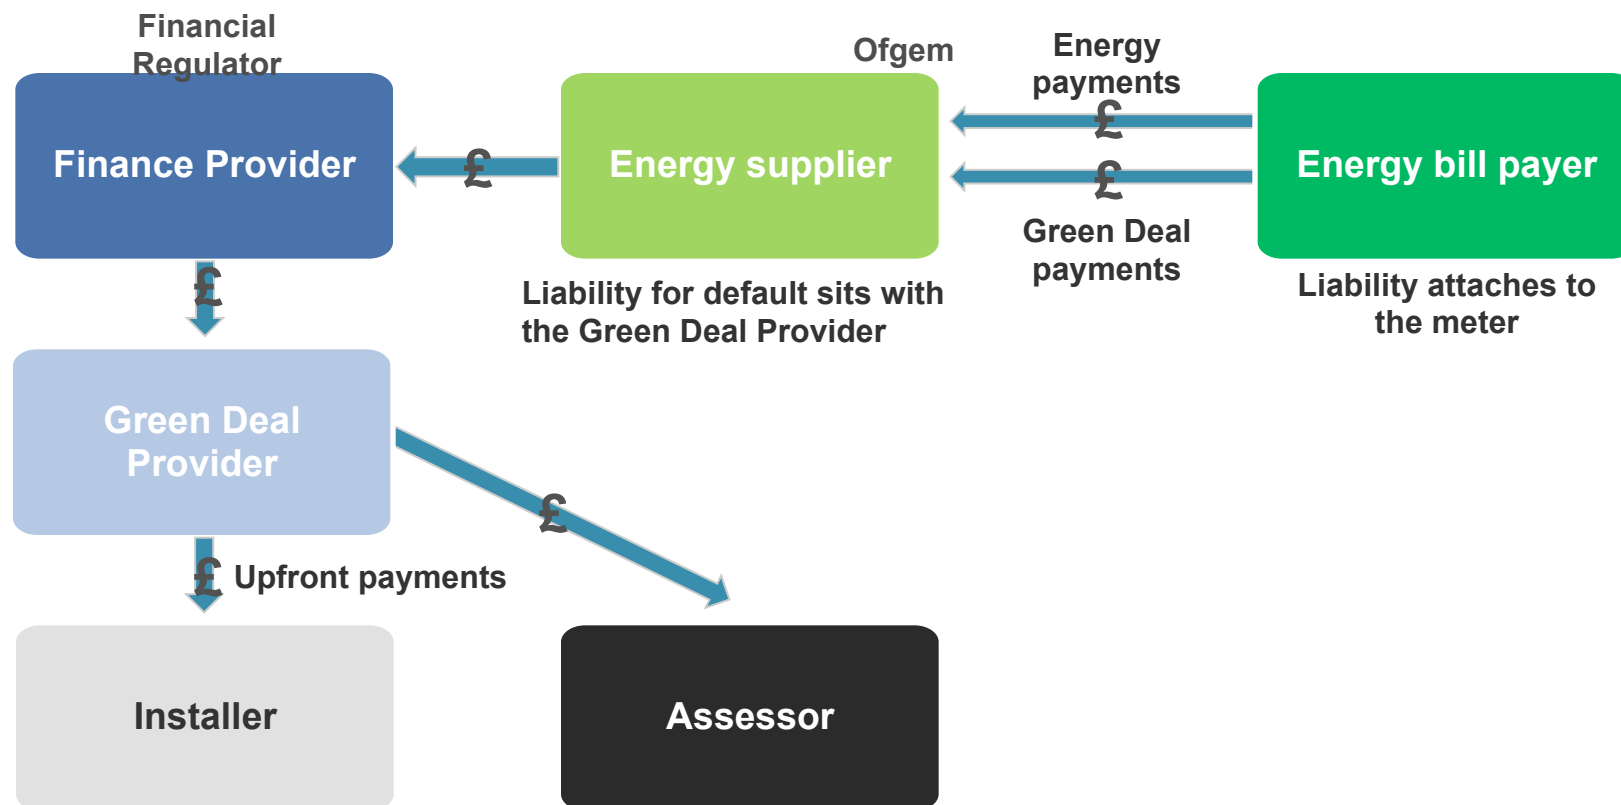 Financial
Regulator
Ofgem
Energy
payments
Finance Provider
£
Energy supplier
£
£
Energy bill payer
Green Deal
payments
£
Liability for default sits with
the Green Deal Provider
Liability attaches to
the meter
Green Deal
Provider
£
£
Upfront payments
Installer
Assessor